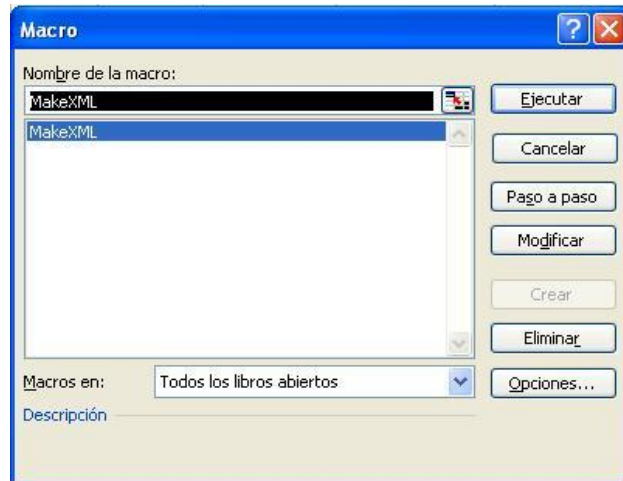 Macro
Nombre de la macro:
MakeXML
MakeXML
Ejecutar
Cancelar
Paso a paso
Modificar
Crear
Eliminar
Opciones...
Macros en:
Todos los libros abiertos
Descripción